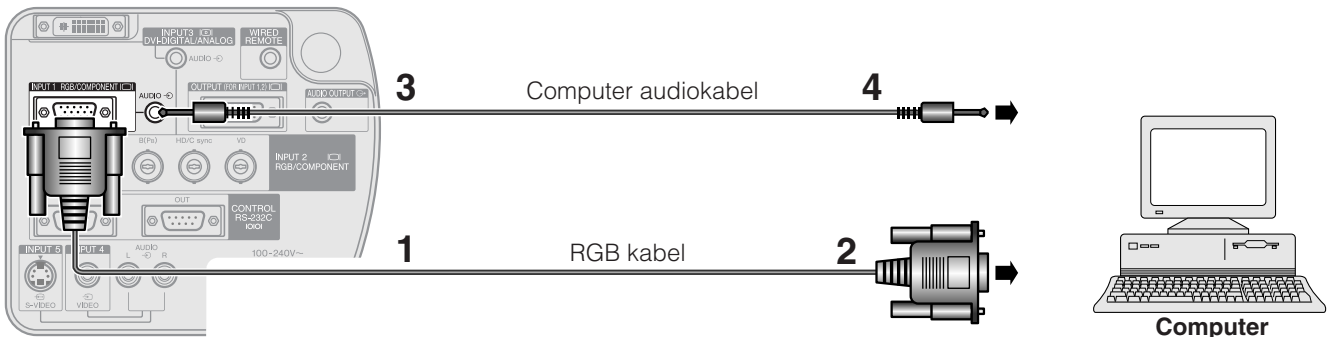 INPUT3
DVI-DIGITAL/ANALOG
WIRED
REMOTE
AUDIO
INPUT 1 RGB/COMPONENT
AUDIO
OUTPUT (FOR INPUT 1,2)
AUDIO OUTPUT
3
Computer audiokabel
4
B(PB)
HD/C sync
VD
INPUT 2
RGB/COMPONENT
OUT
CONTROL
RS-232C
INPUT 5
INPUT 4
AUDIO
L
R
100-240V~
1
RGB kabel
2
S-VIDEO
VIDEO
Computer